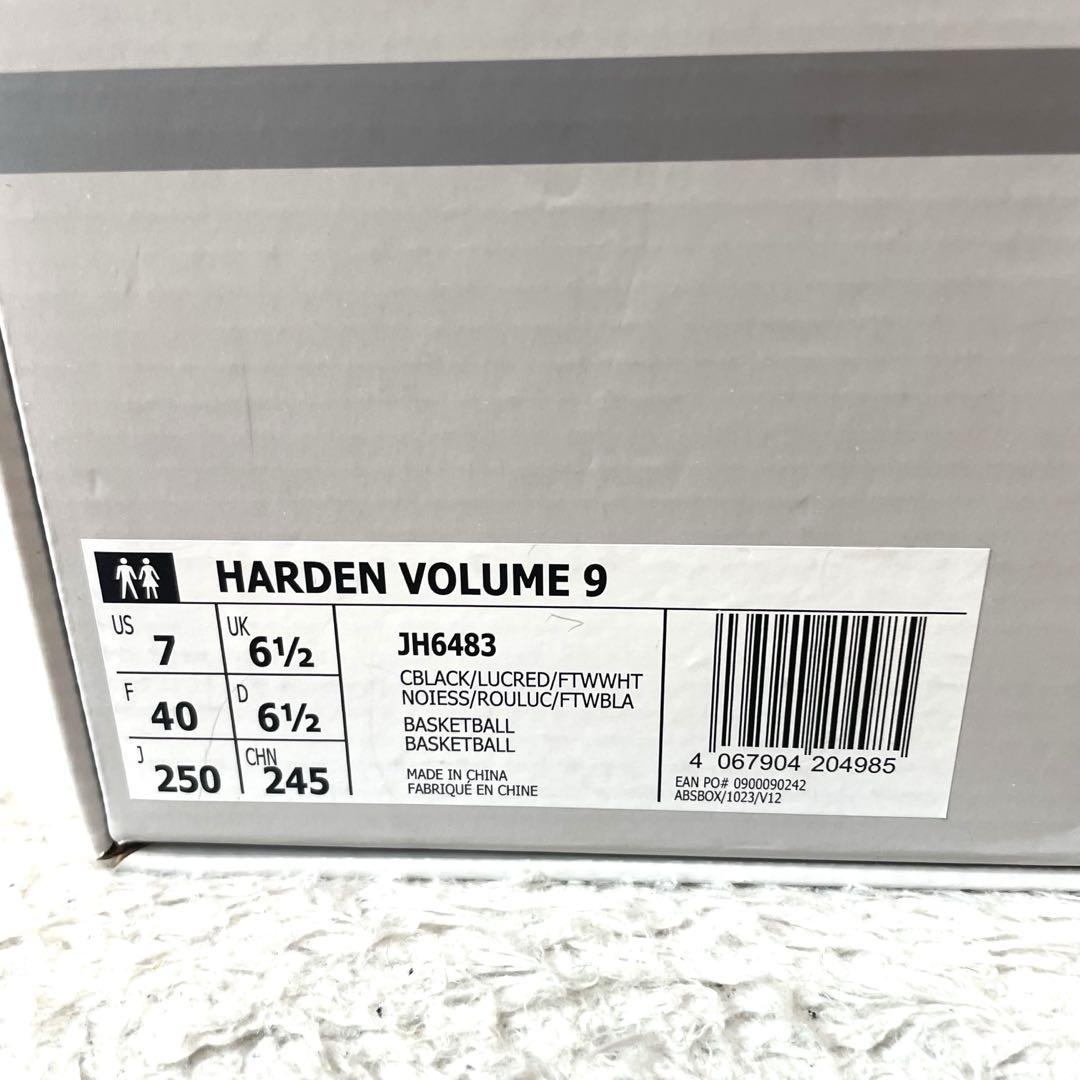 HARDEN VOLUME 9
US 7
UK 6½
F 40
D 6½
J 250
CHN 245
JH6483
CBLACK/LUCRED/FTWWHT
NOIESS/ROULUC/FTWBLA
BASKETBALL
BASKETBALL
MADE IN CHINA
FABRIQUÉ EN CHINE
4 067904 204985
EAN PO# 0900090242
ABSBOX/1023/V12